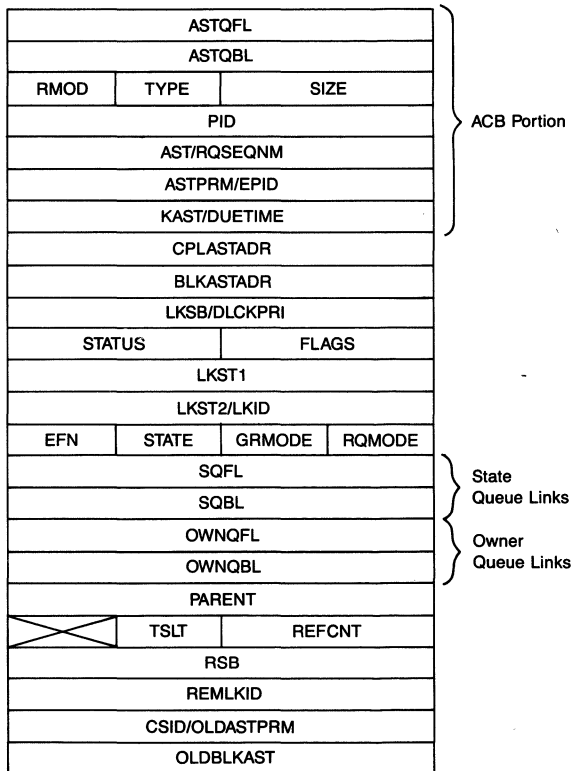 ASTQFL
ASTQBL
RMOD TYPE SIZE
PID
ACB Portion
AST/RQSEQNM
ASTPRM/EPID
KAST/DUETIME
CPLASTADR
BLKASTADR
LKSB/DLCKPRI
STATUS FLAGS
LKST1
LKST2/LKID
EFN STATE GRMODE RQMODE
SQFL
SQBL
State
Queue Links
OWNQFL
OWNQBL
Owner
Queue Links
PARENT
TSLT REFCNT
RSB
REMLKID
CSID/OLDASTPRM
OLDBLKAST